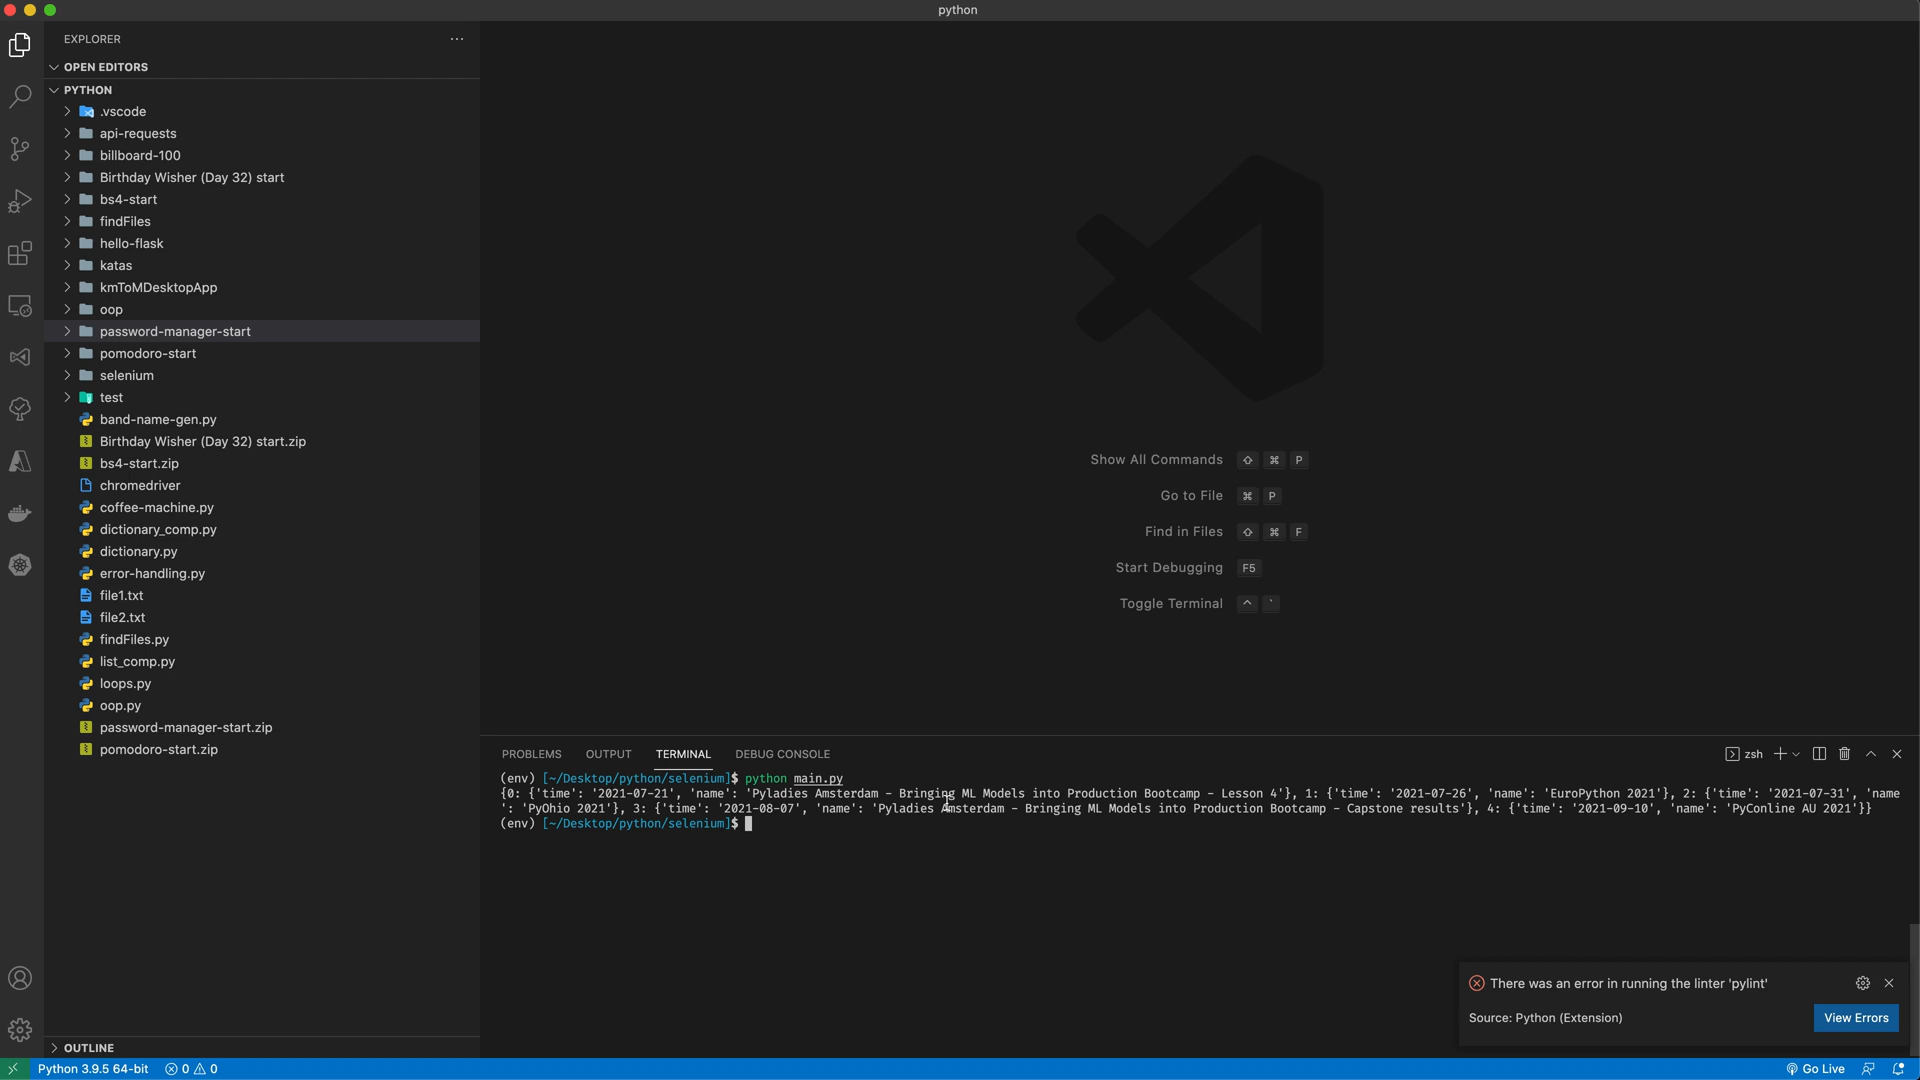 python
EXPLORER
OPEN EDITORS
PYTHON
.vscode
api-requests
billboard-100
Birthday Wisher (Day 32) start
bs4-start
findFiles
hello-flask
katas
kmToMDesktopApp
oop
password-manager-start
pomodoro-start
selenium
test
band-name-gen.py
Birthday Wisher (Day 32) start.zip
bs4-start.zip
chromedriver
coffee-machine.py
dictionary_comp.py
dictionary.py
error-handling.py
file1.txt
file2.txt
findFiles.py
list_comp.py
loops.py
oop.py
password-manager-start.zip
pomodoro-start.zip
OUTLINE
Show All Commands ⇧ ⌘ P
Go to File ⌘ P
Find in Files ⇧ ⌘ F
Start Debugging F5
Toggle Terminal ^ `
PROBLEMS OUTPUT TERMINAL DEBUG CONSOLE zsh
(env) [~/Desktop/python/selenium]$ python main.py
{0: {'time': '2021-07-21', 'name': 'Pyladies Amsterdam - Bringing ML Models into Production Bootcamp - Lesson 4'}, 1: {'time': '2021-07-26', 'name': 'EuroPython 2021'}, 2: {'time': '2021-07-31', 'name
': 'PyOhio 2021'}, 3: {'time': '2021-08-07', 'name': 'Pyladies Amsterdam - Bringing ML Models into Production Bootcamp - Capstone results'}, 4: {'time': '2021-09-10', 'name': 'PyConline AU 2021'}}
(env) [~/Desktop/python/selenium]$
There was an error in running the linter 'pylint'
Source: Python (Extension)
View Errors
Python 3.9.5 64-bit 0 0 Go Live